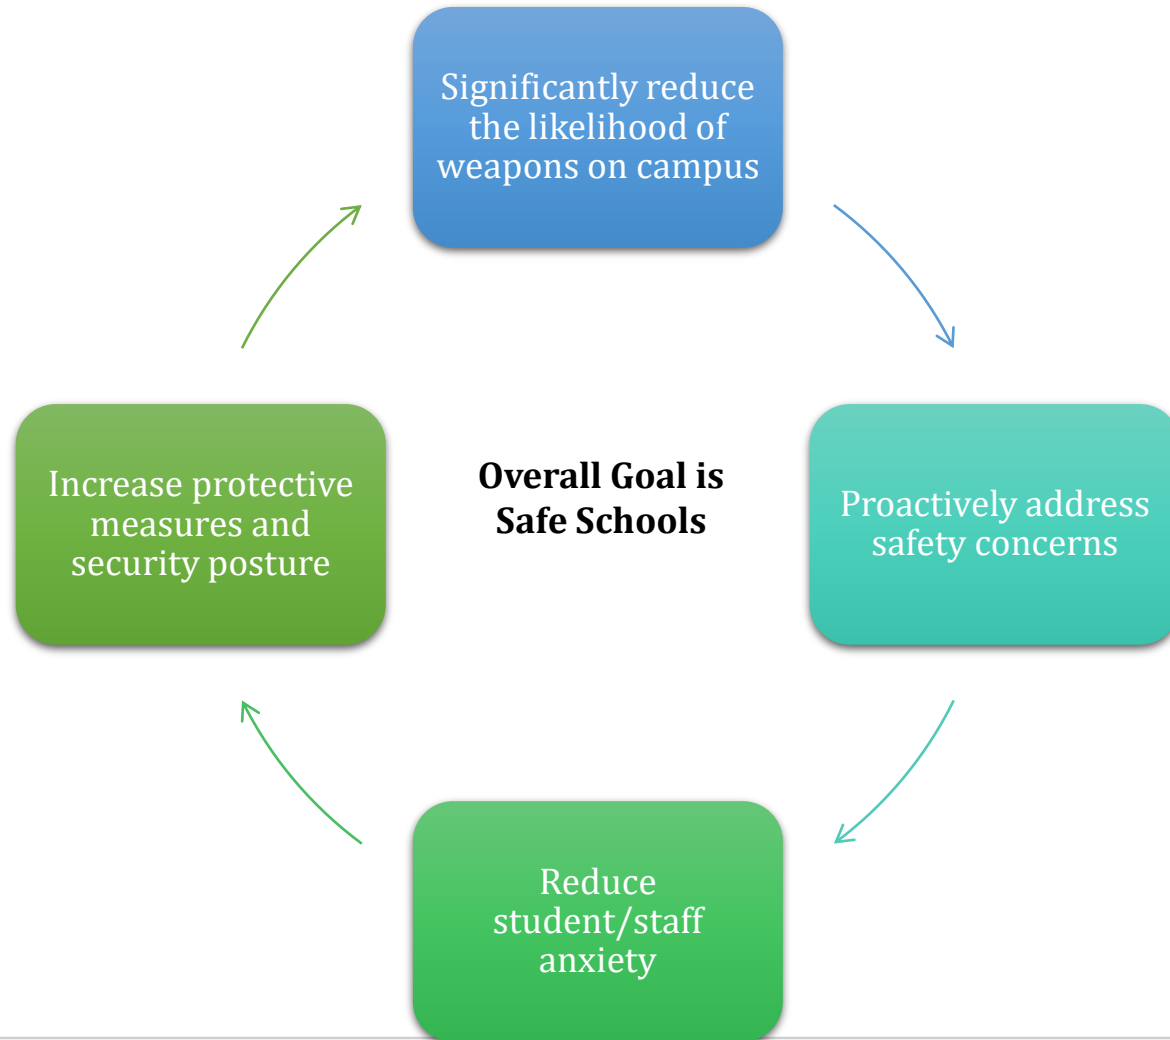 Significantly reduce
the likelihood of
weapons on campus
Proactively address
safety concerns
Reduce
student/staff
anxiety
Increase protective
measures and
security posture
Overall Goal is
Safe Schools